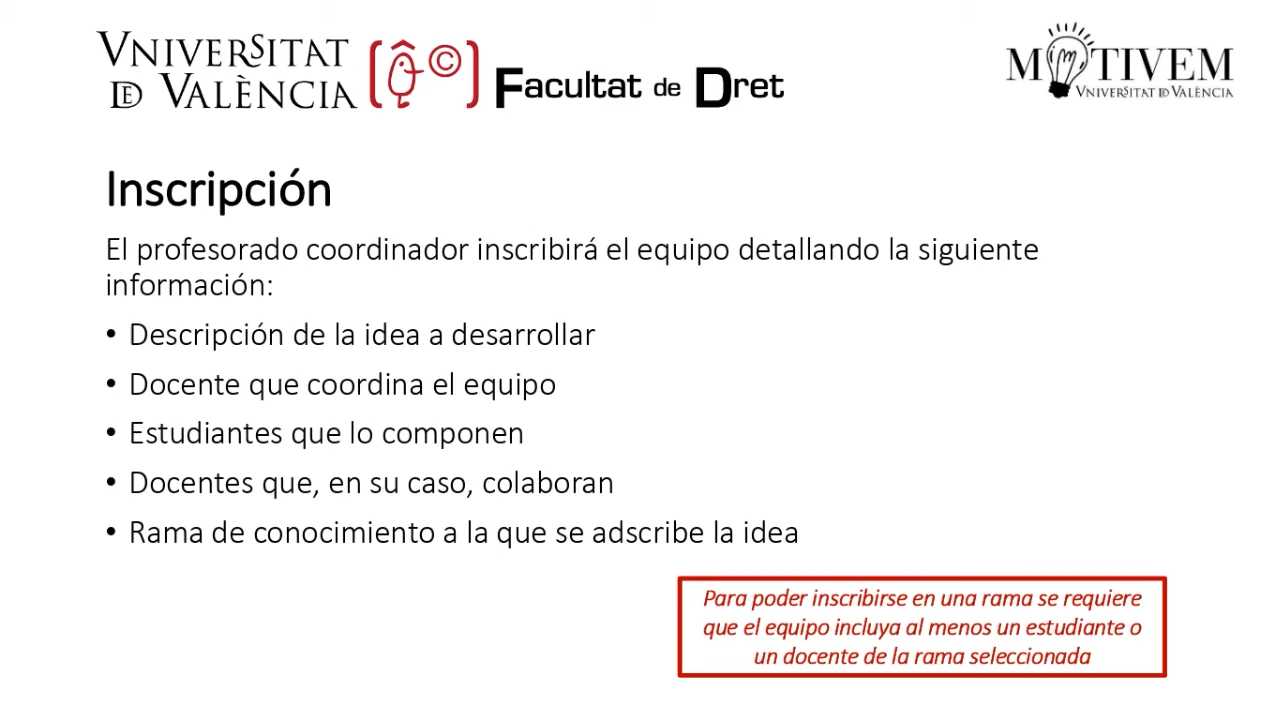 VNIVERSITAT
DE VALÈNCIA
©
Facultat de Dret
MOTIVEM
VNIVERSITAT DE VALÈNCIA
Inscripción
El profesorado coordinador inscribirá el equipo detallando la siguiente
información:
• Descripción de la idea a desarrollar
• Docente que coordina el equipo
• Estudiantes que lo componen
• Docentes que, en su caso, colaboran
• Rama de conocimiento a la que se adscribe la idea
Para poder inscribirse en una rama se requiere
que el equipo incluya al menos un estudiante o
un docente de la rama seleccionada